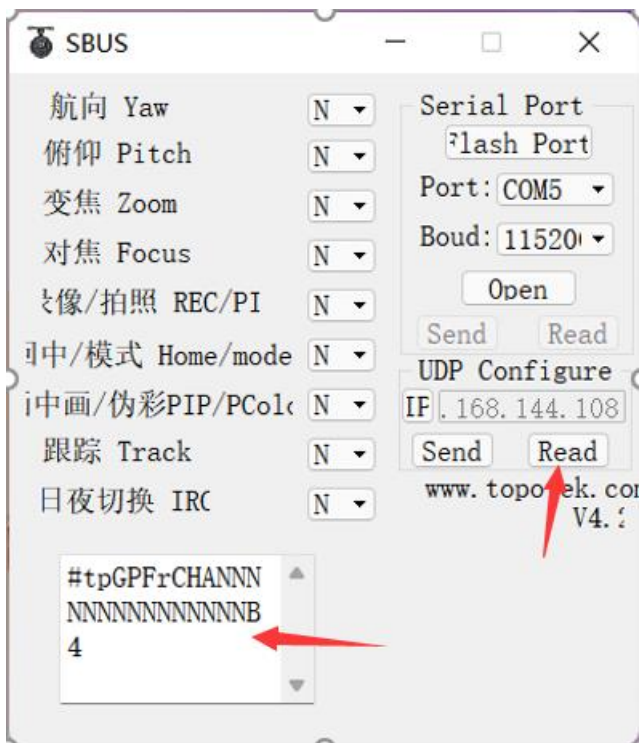 SBUS
航向 Yaw N
俯仰 Pitch N
变焦 Zoom N
对焦 Focus N
像/拍照 REC/PI N
中/模式 Home/mode N
中画/伪彩PIP/PColo N
跟踪 Track N
日夜切换 IRC N
Serial Port
Flash Port
Port: COM5
Boud: 11520
Open
Send Read
UDP Configure
IP .168.144.108
Send Read
www.topotek.com
V4.2
#tpGPFrCHANNN
NNNNNNNNNNNNB
4